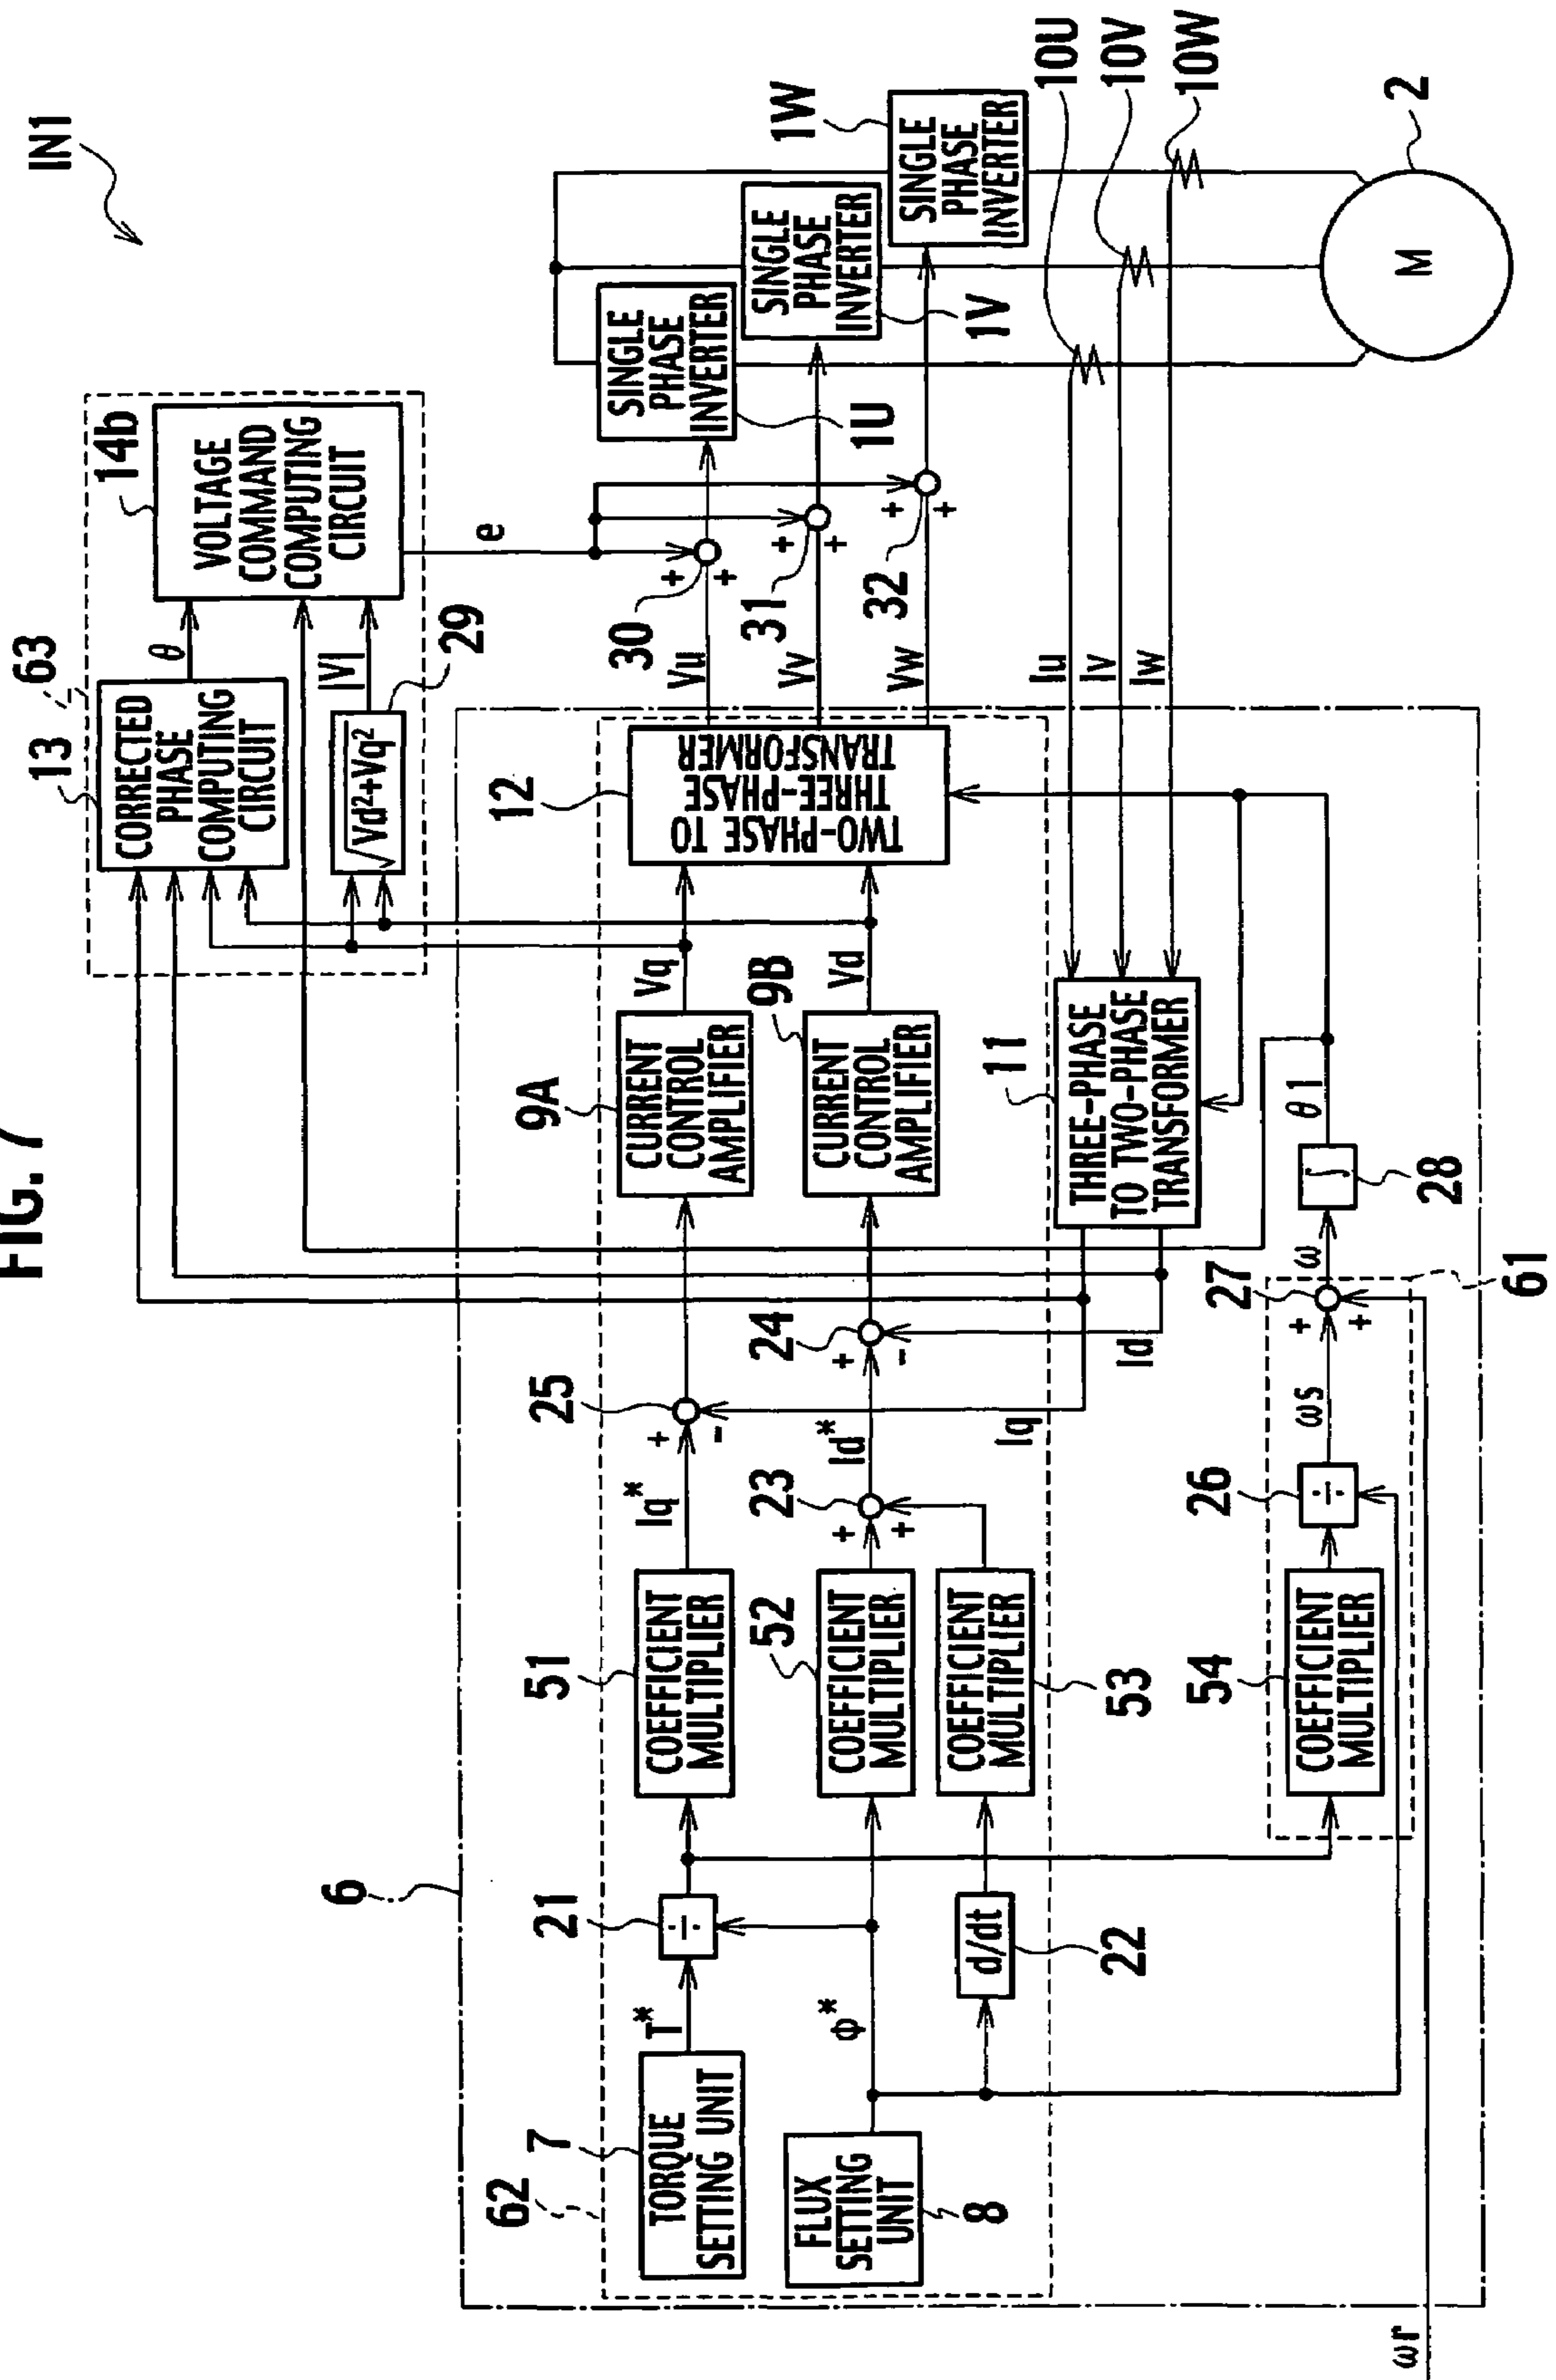 FIG. 7
IN1
13
63
14b
CORRECTED
PHASE
COMPUTING
CIRCUIT
θ
VOLTAGE
COMMAND
COMPUTING
CIRCUIT
|V|
√Vd²+Vq²
29
e
6
62
7
TORQUE
SETTING UNIT
T*
21
÷
51
COEFFICIENT
MULTIPLIER
Iq*
25
+
-
9A
CURRENT
CONTROL
AMPLIFIER
Vq
12
TWO-PHASE TO
THREE-PHASE
TRANSFORMER
Vu
30
+
+
SINGLE
PHASE
INVERTER
1U
Vv
31
+
+
SINGLE
PHASE
INVERTER
1V
Vw
32
+
+
SINGLE
PHASE
INVERTER
1W
FLUX
SETTING
UNIT
8
Φ*
52
COEFFICIENT
MULTIPLIER
23
+
+
Id*
24
+
-
9B
CURRENT
CONTROL
AMPLIFIER
Vd
d/dt
22
COEFFICIENT
MULTIPLIER
53
Iq
Id
11
THREE-PHASE
TO TWO-PHASE
TRANSFORMER
Iu
Iv
Iw
10U
10V
10W
M
2
54
COEFFICIENT
MULTIPLIER
26
÷
ωs
27
+
+
ω
∫
28
θ1
61
ωr